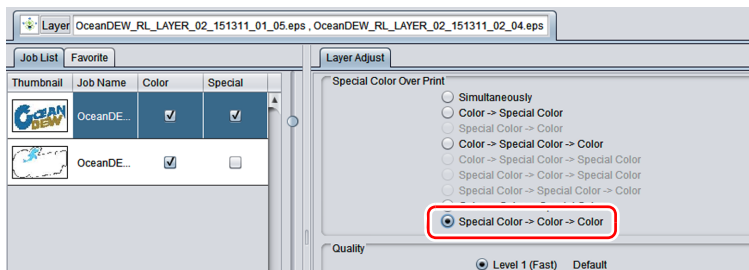 Layer OceanDEW_RL_LAYER_02_151311_01_05.eps , OceanDEW_RL_LAYER_02_151311_02_04.eps
Job List Favorite
Layer Adjust
Thumbnail Job Name Color Special
OCEAN
DEW
OceanDE...
OceanDE...
Special Color Over Print
Simultaneously
Color -> Special Color
Special Color -> Color
Color -> Special Color -> Color
Color -> Special Color -> Special Color
Special Color -> Color -> Special Color
Special Color -> Special Color -> Color
Special Color -> Color -> Color
Quality
Level 1 (Fast) Default